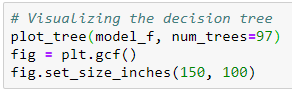 # Visualizing the decision tree
plot_tree(model_f, num_trees=97)
fig = plt.gcf()
fig.set_size_inches(150, 100)